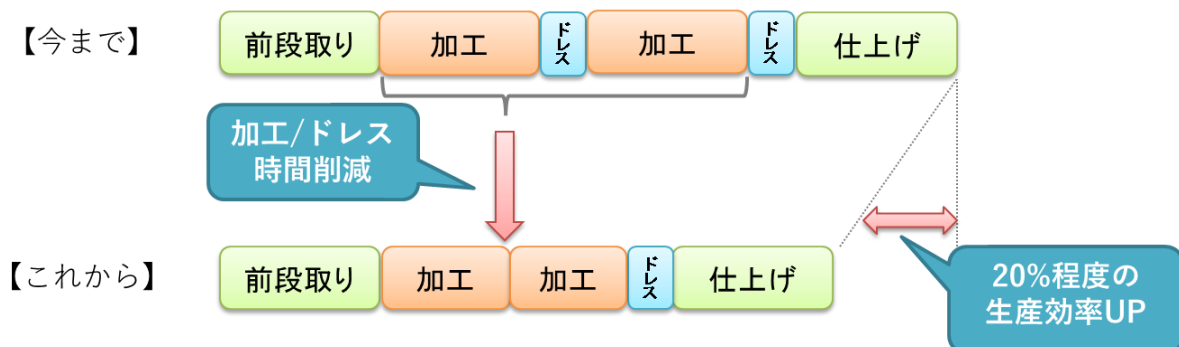 【今まで】
前段取り
加工
ドレス
加工
ドレス
仕上げ
加工/ドレス
時間削減
【これから】
前段取り
加工
加工
ドレス
仕上げ
20%程度の
生産効率UP